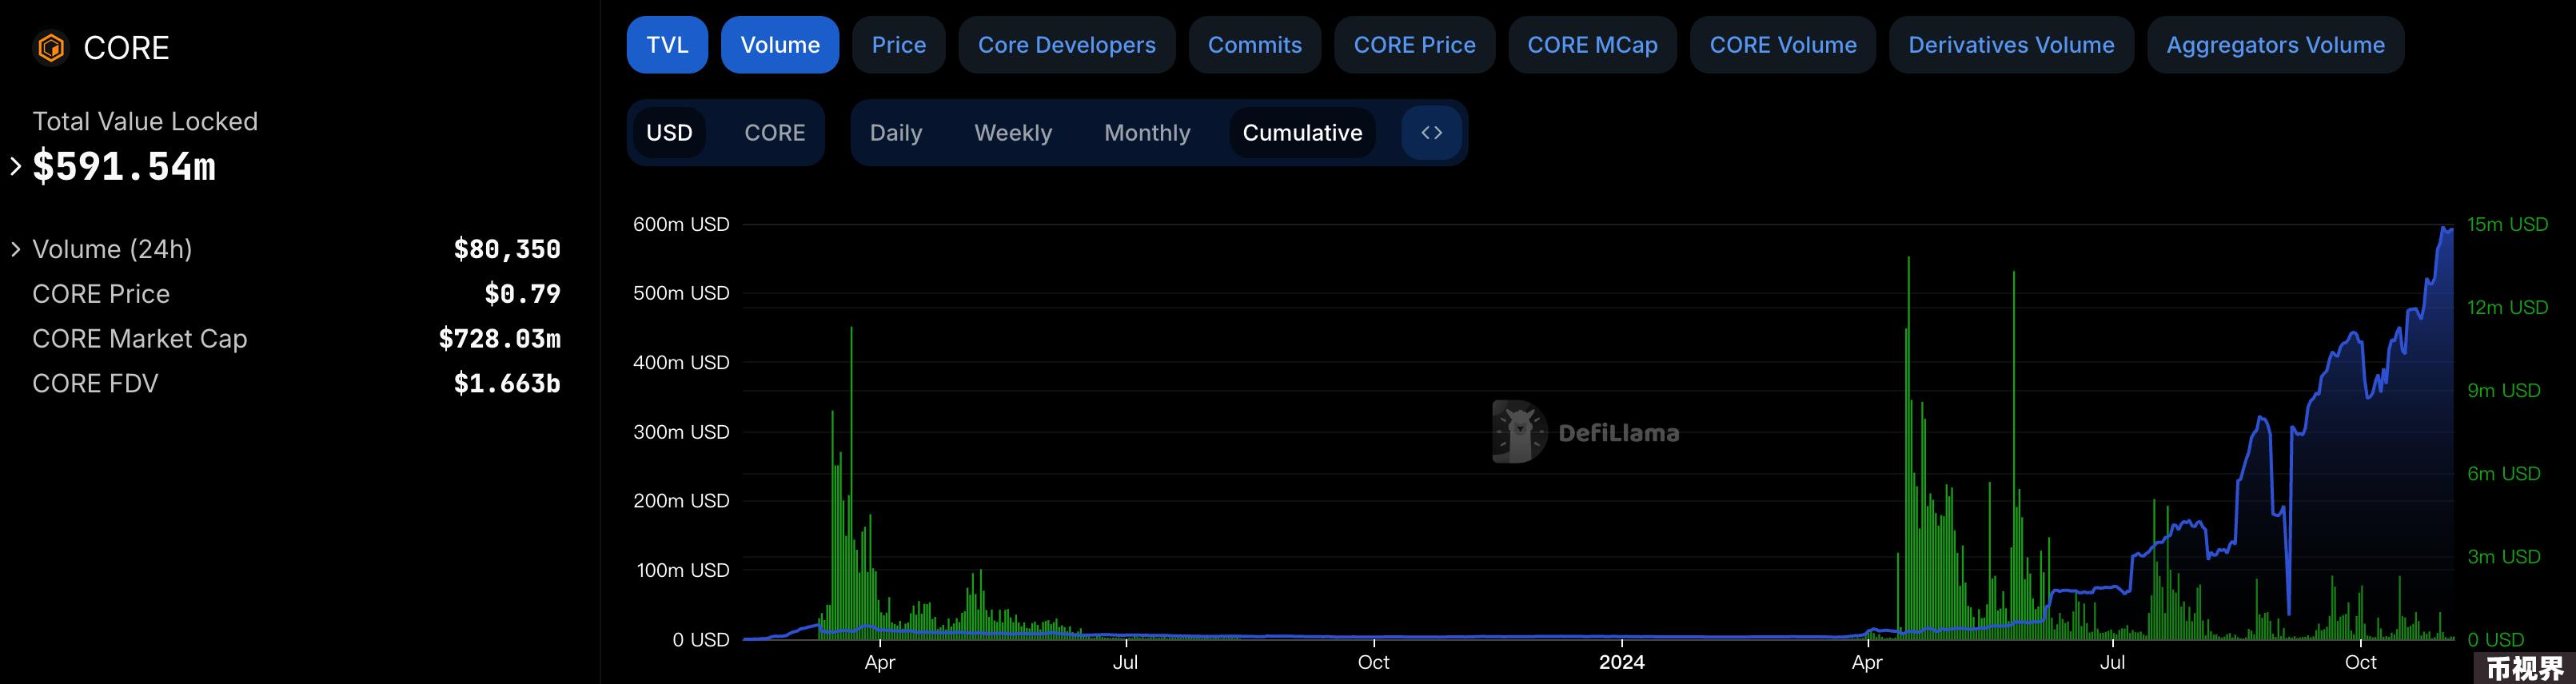 CORE
Total Value Locked
$591.54m
Volume (24h) $80,350
CORE Price $0.79
CORE Market Cap $728.03m
CORE FDV $1.663b
TVL Volume Price Core Developers Commits CORE Price CORE MCap CORE Volume Derivatives Volume Aggregators Volume
USD CORE Daily Weekly Monthly Cumulative <>
600m USD
500m USD
400m USD
300m USD
200m USD
100m USD
0 USD
DefiLlama
15m USD
12m USD
9m USD
6m USD
3m USD
0 USD
Apr Jul Oct 2024 Apr Jul Oct
币视界